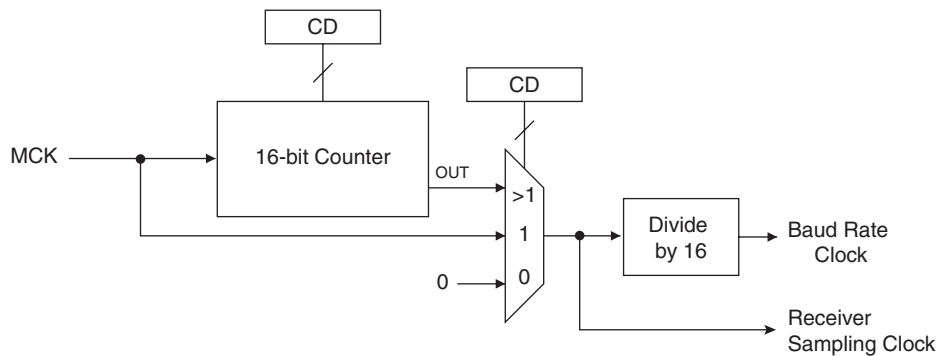 CD
CD
MCK
16-bit Counter
OUT
>1
1
0
0
Divide
by 16
Baud Rate
Clock
Receiver
Sampling Clock